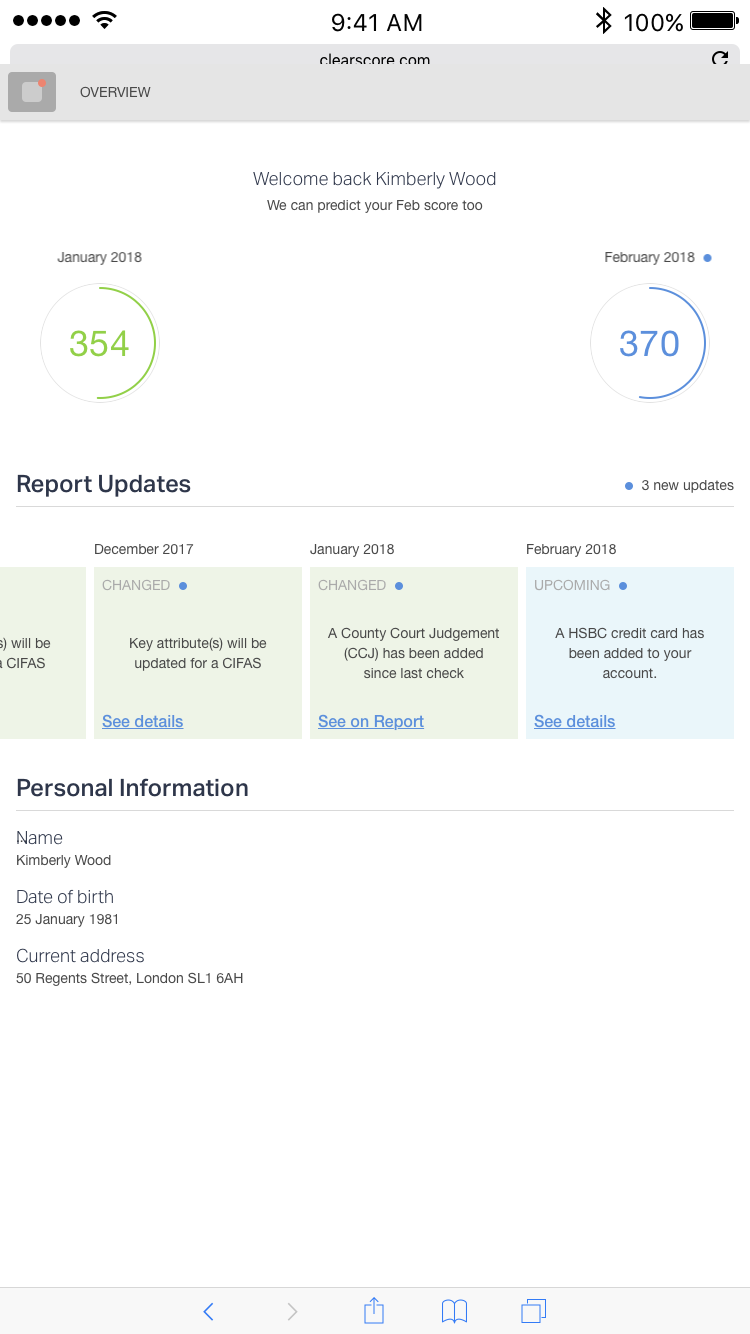 9:41 AM
100%
clearscore.com
OVERVIEW
Welcome back Kimberly Wood
We can predict your Feb score too
January 2018
February 2018
354
370
Report Updates
3 new updates
December 2017
January 2018
February 2018
CHANGED
CHANGED
UPCOMING
s) will be
a CIFAS
Key attribute(s) will be
updated for a CIFAS
A County Court Judgement
(CCJ) has been added
since last check
A HSBC credit card has
been added to your
account.
See details
See on Report
See details
Personal Information
Name
Kimberly Wood
Date of birth
25 January 1981
Current address
50 Regents Street, London SL1 6AH